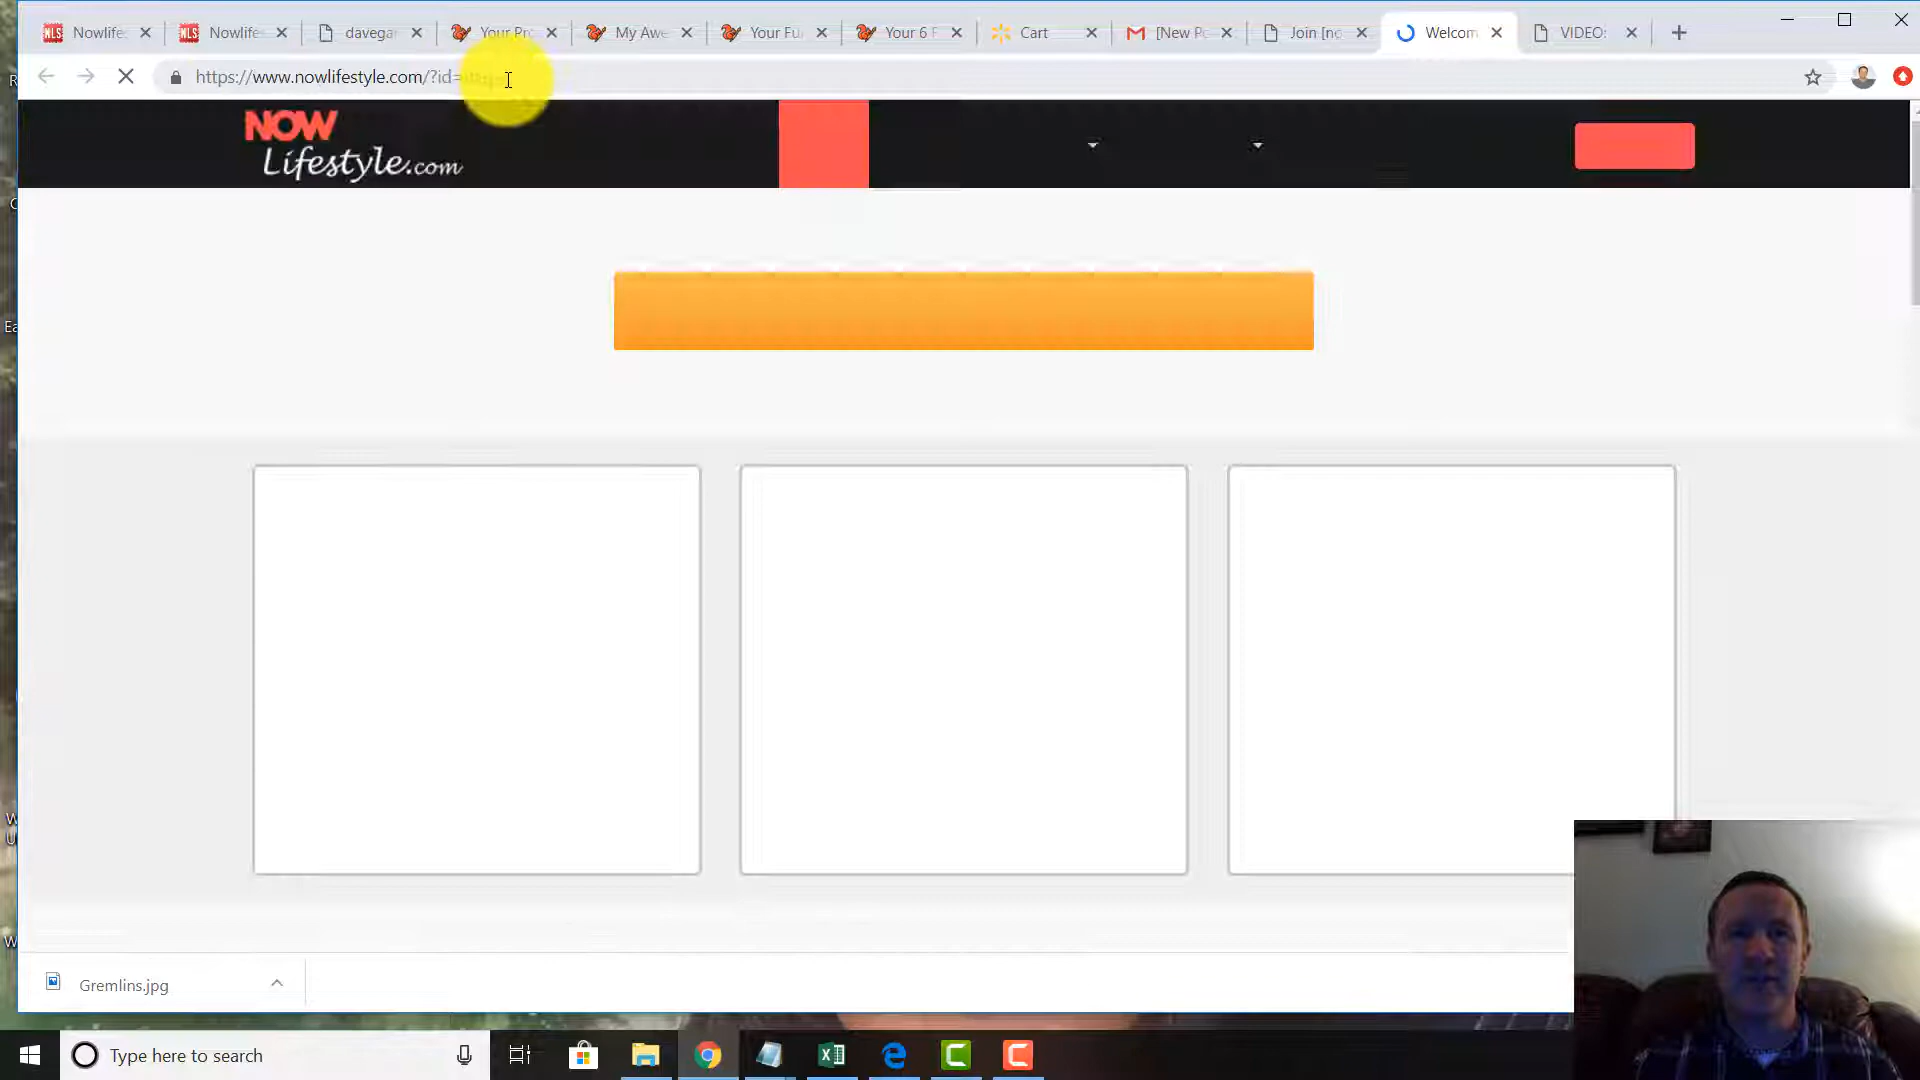 Nowlife Nowlife davega Your Pr My Awe Your Fu Your 6 F Cart [New P Join [no Welcom VIDEO:
https://www.nowlifestyle.com/?id=
NOW
Lifestyle.com
Gremlins.jpg
Type here to search